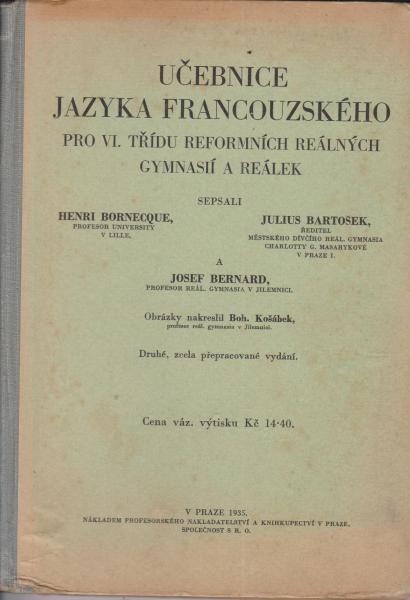 UČEBNICE
JAZYKA FRANCOUZSKÉHO
PRO VI. TŘÍDU REFORMNÍCH REÁLNÝCH
GYMNASIÍ A REÁLEK
SEPSALI
HENRI BORNECQUE,
PROFESOR UNIVERSITY
V LILLE,
JULIUS BARTOŠEK,
ŘEDITEL
MĚSTSKÉHO DÍVČÍHO REÁL. GYMNASIA
CHARLOTTY G. MASARYKOVÉ
V PRAZE I.
A
JOSEF BERNARD,
PROFESOR REÁL. GYMNASIA V JILEMNICI.
Obrázky nakreslil Boh. Košábek,
profesor reál. gymnasia v Jilemnici.
Druhé, zcela přepracované vydání.
Cena váz. výtisku Kč 14·40.
V PRAZE 1935.
NÁKLADEM PROFESORSKÉHO NAKLADATELSTVÍ A KNIHKUPECTVÍ V PRAZE,
SPOLEČNOST S R. O.